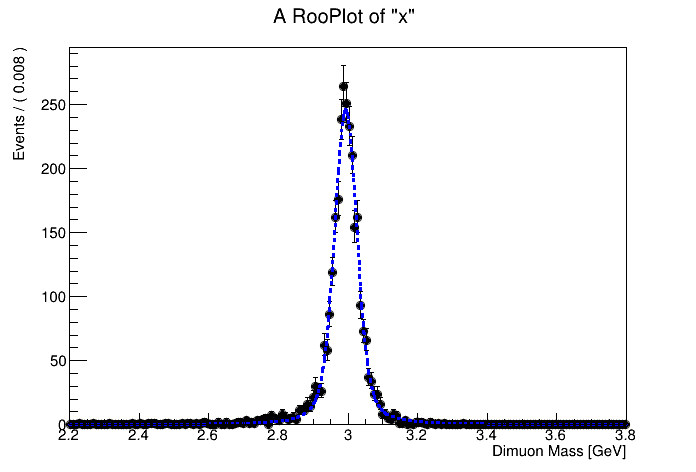 A RooPlot of "x"
Events / ( 0.008 )
250
200
150
100
50
0
2.2 2.4 2.6 2.8 3 3.2 3.4 3.6 3.8
Dimuon Mass [GeV]